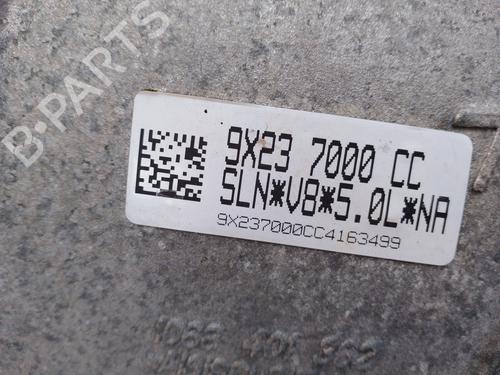 B-PARTS
9X23 7000 CC
SLN*V8*5.0L*NA
9X237000CC4163499